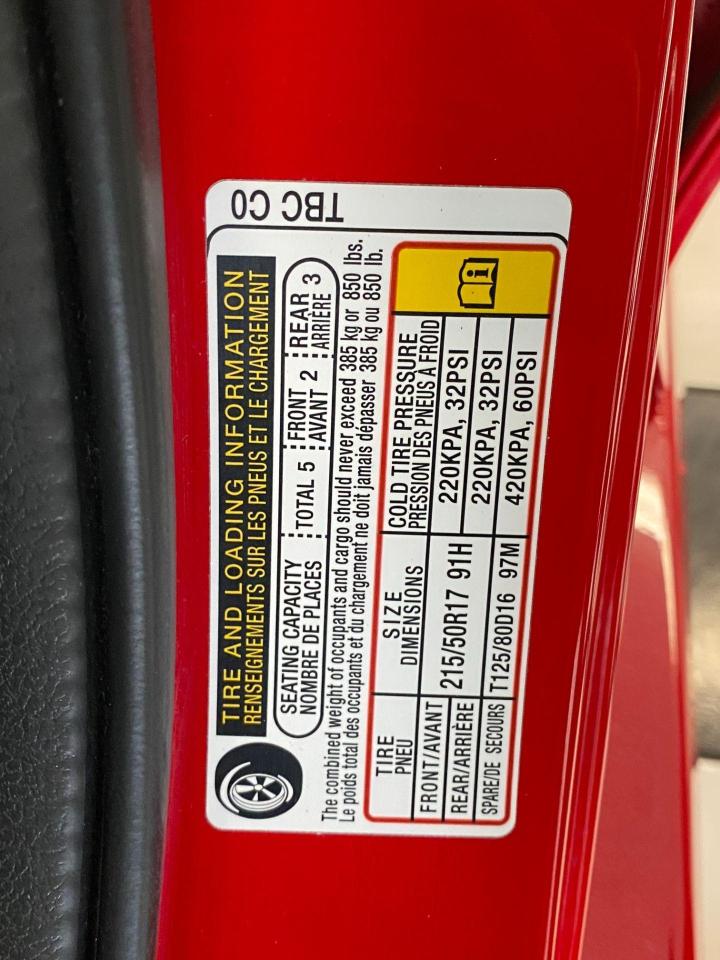 TIRE AND LOADING INFORMATION
RENSEIGNEMENTS SUR LES PNEUS ET LE CHARGEMENT
SEATING CAPACITY TOTAL 5 FRONT REAR 3
NOMBRE DE PLACES AVANT 2 ARRIÈRE
The combined weight of occupants and cargo should never exceed 385 kg or 850 lbs.
Le poids total des occupants et du chargement ne doit jamais dépasser 385 kg ou 850 lb.
TIRE SIZE COLD TIRE PRESSURE
PNEU DIMENSIONS PRESSION DES PNEUS À FROID
FRONT/AVANT 215/50R17 91H 220KPA, 32PSI
REAR/ARRIÈRE 220KPA, 32PSI
SPARE/DE SECOURS T125/80D16 97M 420KPA, 60PSI
TBC C0